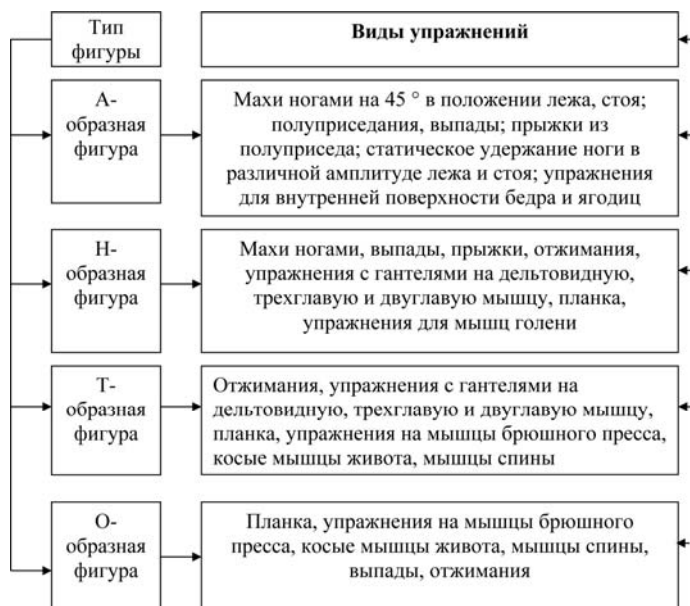 Тип
фигуры
Виды упражнений
А-
образная
фигура
Махи ногами на 45 ° в положении лежа, стоя;
полуприседания, выпады; прыжки из
полуприседа; статическое удержание ноги в
различной амплитуде лежа и стоя; упражнения
для внутренней поверхности бедра и ягодиц
Н-
образная
фигура
Махи ногами, выпады, прыжки, отжимания,
упражнения с гантелями на дельтовидную,
трехглавую и двуглавую мышцу, планка,
упражнения для мышц голени
Т-
образная
фигура
Отжимания, упражнения с гантелями на
дельтовидную, трехглавую и двуглавую мышцу,
планка, упражнения на мышцы брюшного пресса,
косые мышцы живота, мышцы спины
О-
образная
фигура
Планка, упражнения на мышцы брюшного
пресса, косые мышцы живота, мышцы спины,
выпады, отжимания